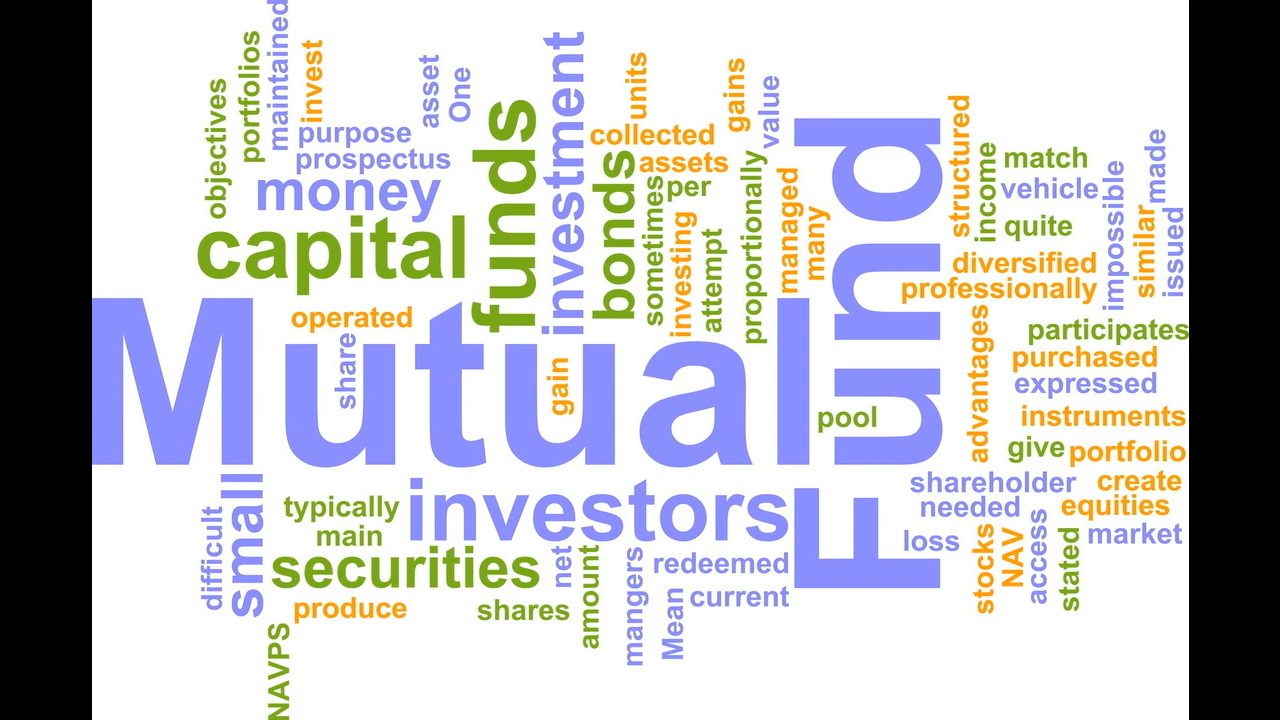 objectives
portfolios
maintained
invest
asset
One
purpose
prospectus
money
capital
funds
investment
units
collected
assets
bonds
sometimes
per
investing
attempt
gains
value
proportionally
managed
many
Mutual
Fund
operated
share
gain
pool
structured
income
match
vehicle
quite
impossible
made
similar
issued
diversified
professionally
advantages
participates
purchased
expressed
instruments
give
portfolio
shareholder
create
needed
equities
loss
market
stocks
NAV
access
stated
difficult
small
typically
main
investors
securities
net
amount
produce
shares
mangers
redeemed
Mean
current
NAVPS